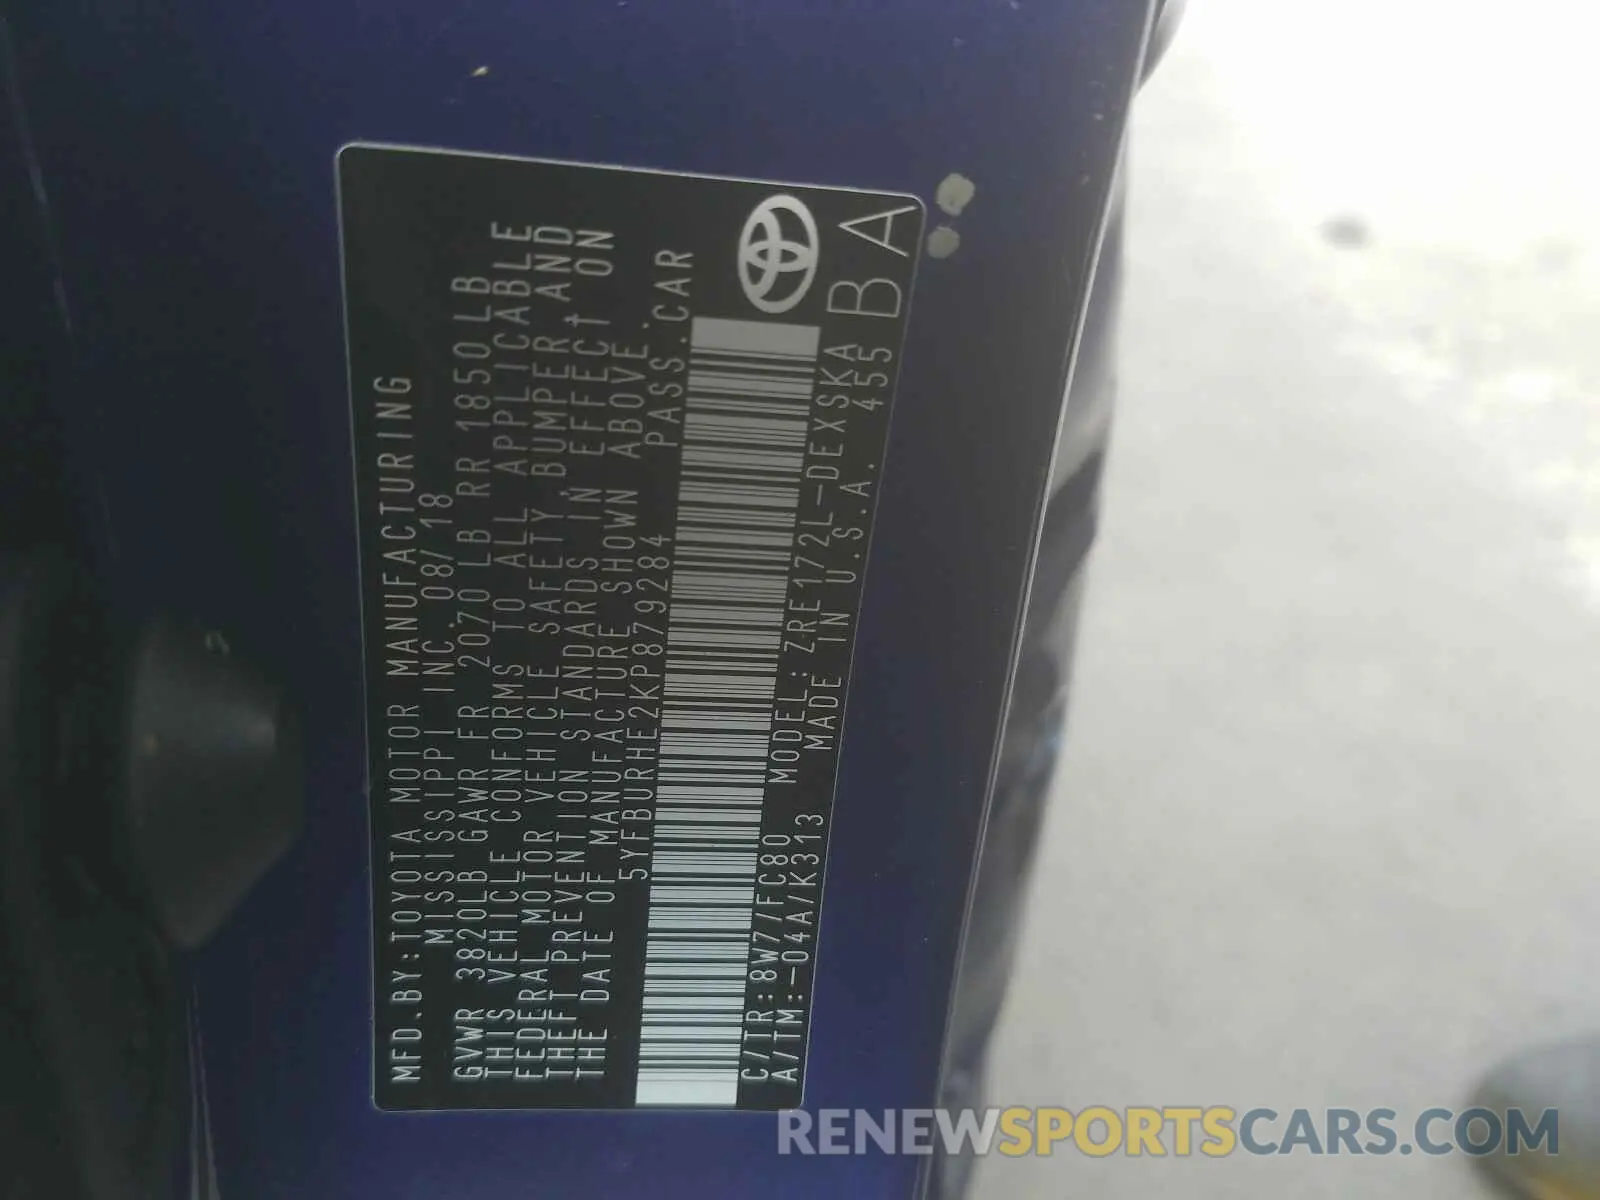 MFD.BY:TOYOTA MOTOR MANUFACTURING
MISSISSIPPI INC. 08/18
GVWR 3820LB GAWR FR 2070LB RR 1850LB
THIS VEHICLE CONFORMS TO ALL APPLICABLE
FEDERAL MOTOR VEHICLE SAFETY, BUMPER, AND
THEFT PREVENTION STANDARDS IN EFFECT ON
THE DATE OF MANUFACTURE SHOWN ABOVE.
5YFBURHE2KP879284 PASS.CAR
C/TR:8W7/FC80 MODEL:ZRE172L-DEXSKA
A/TM:-04A/K313 MADE IN U.S.A. 455
BA
RENEWSPORTSCARS.COM